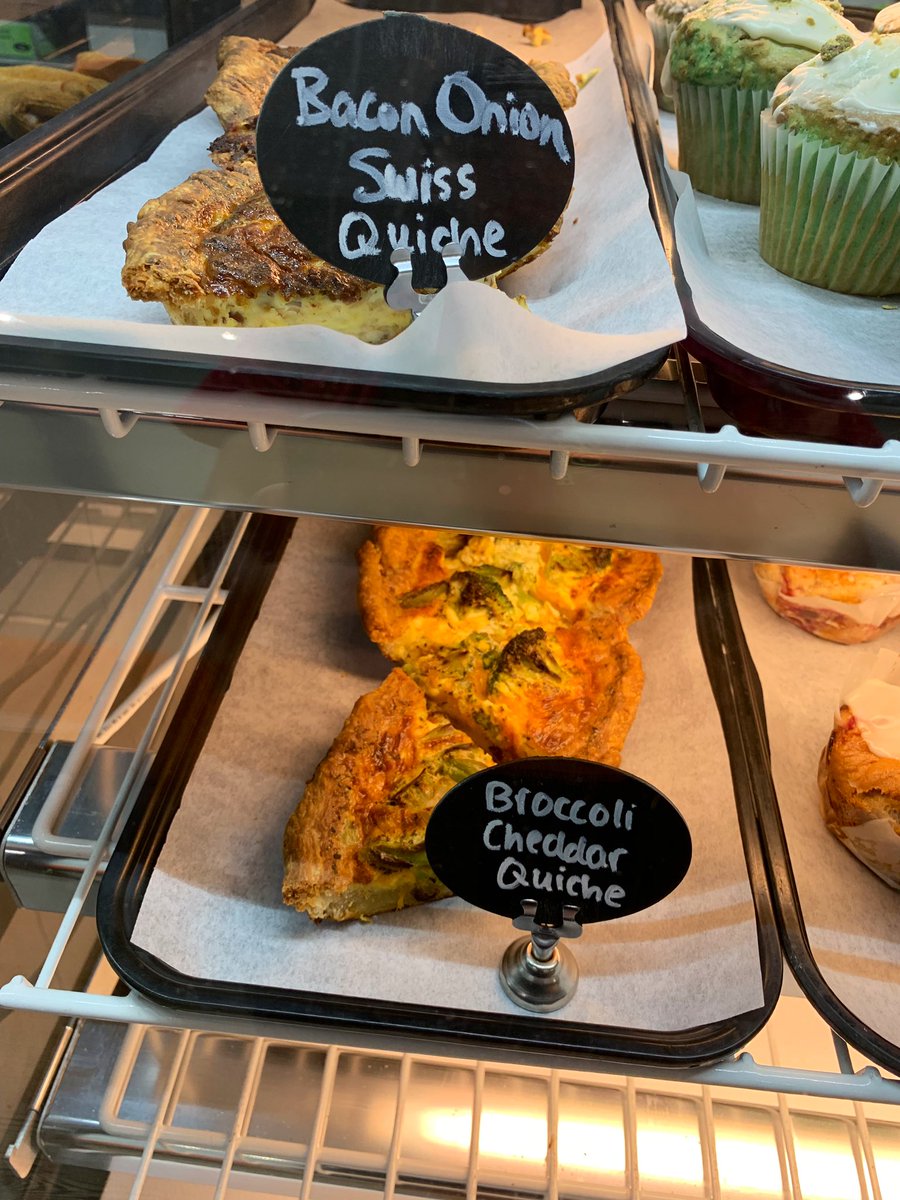 Bacon Onion
Swiss
Quiche
Broccoli
Cheddar
Quiche